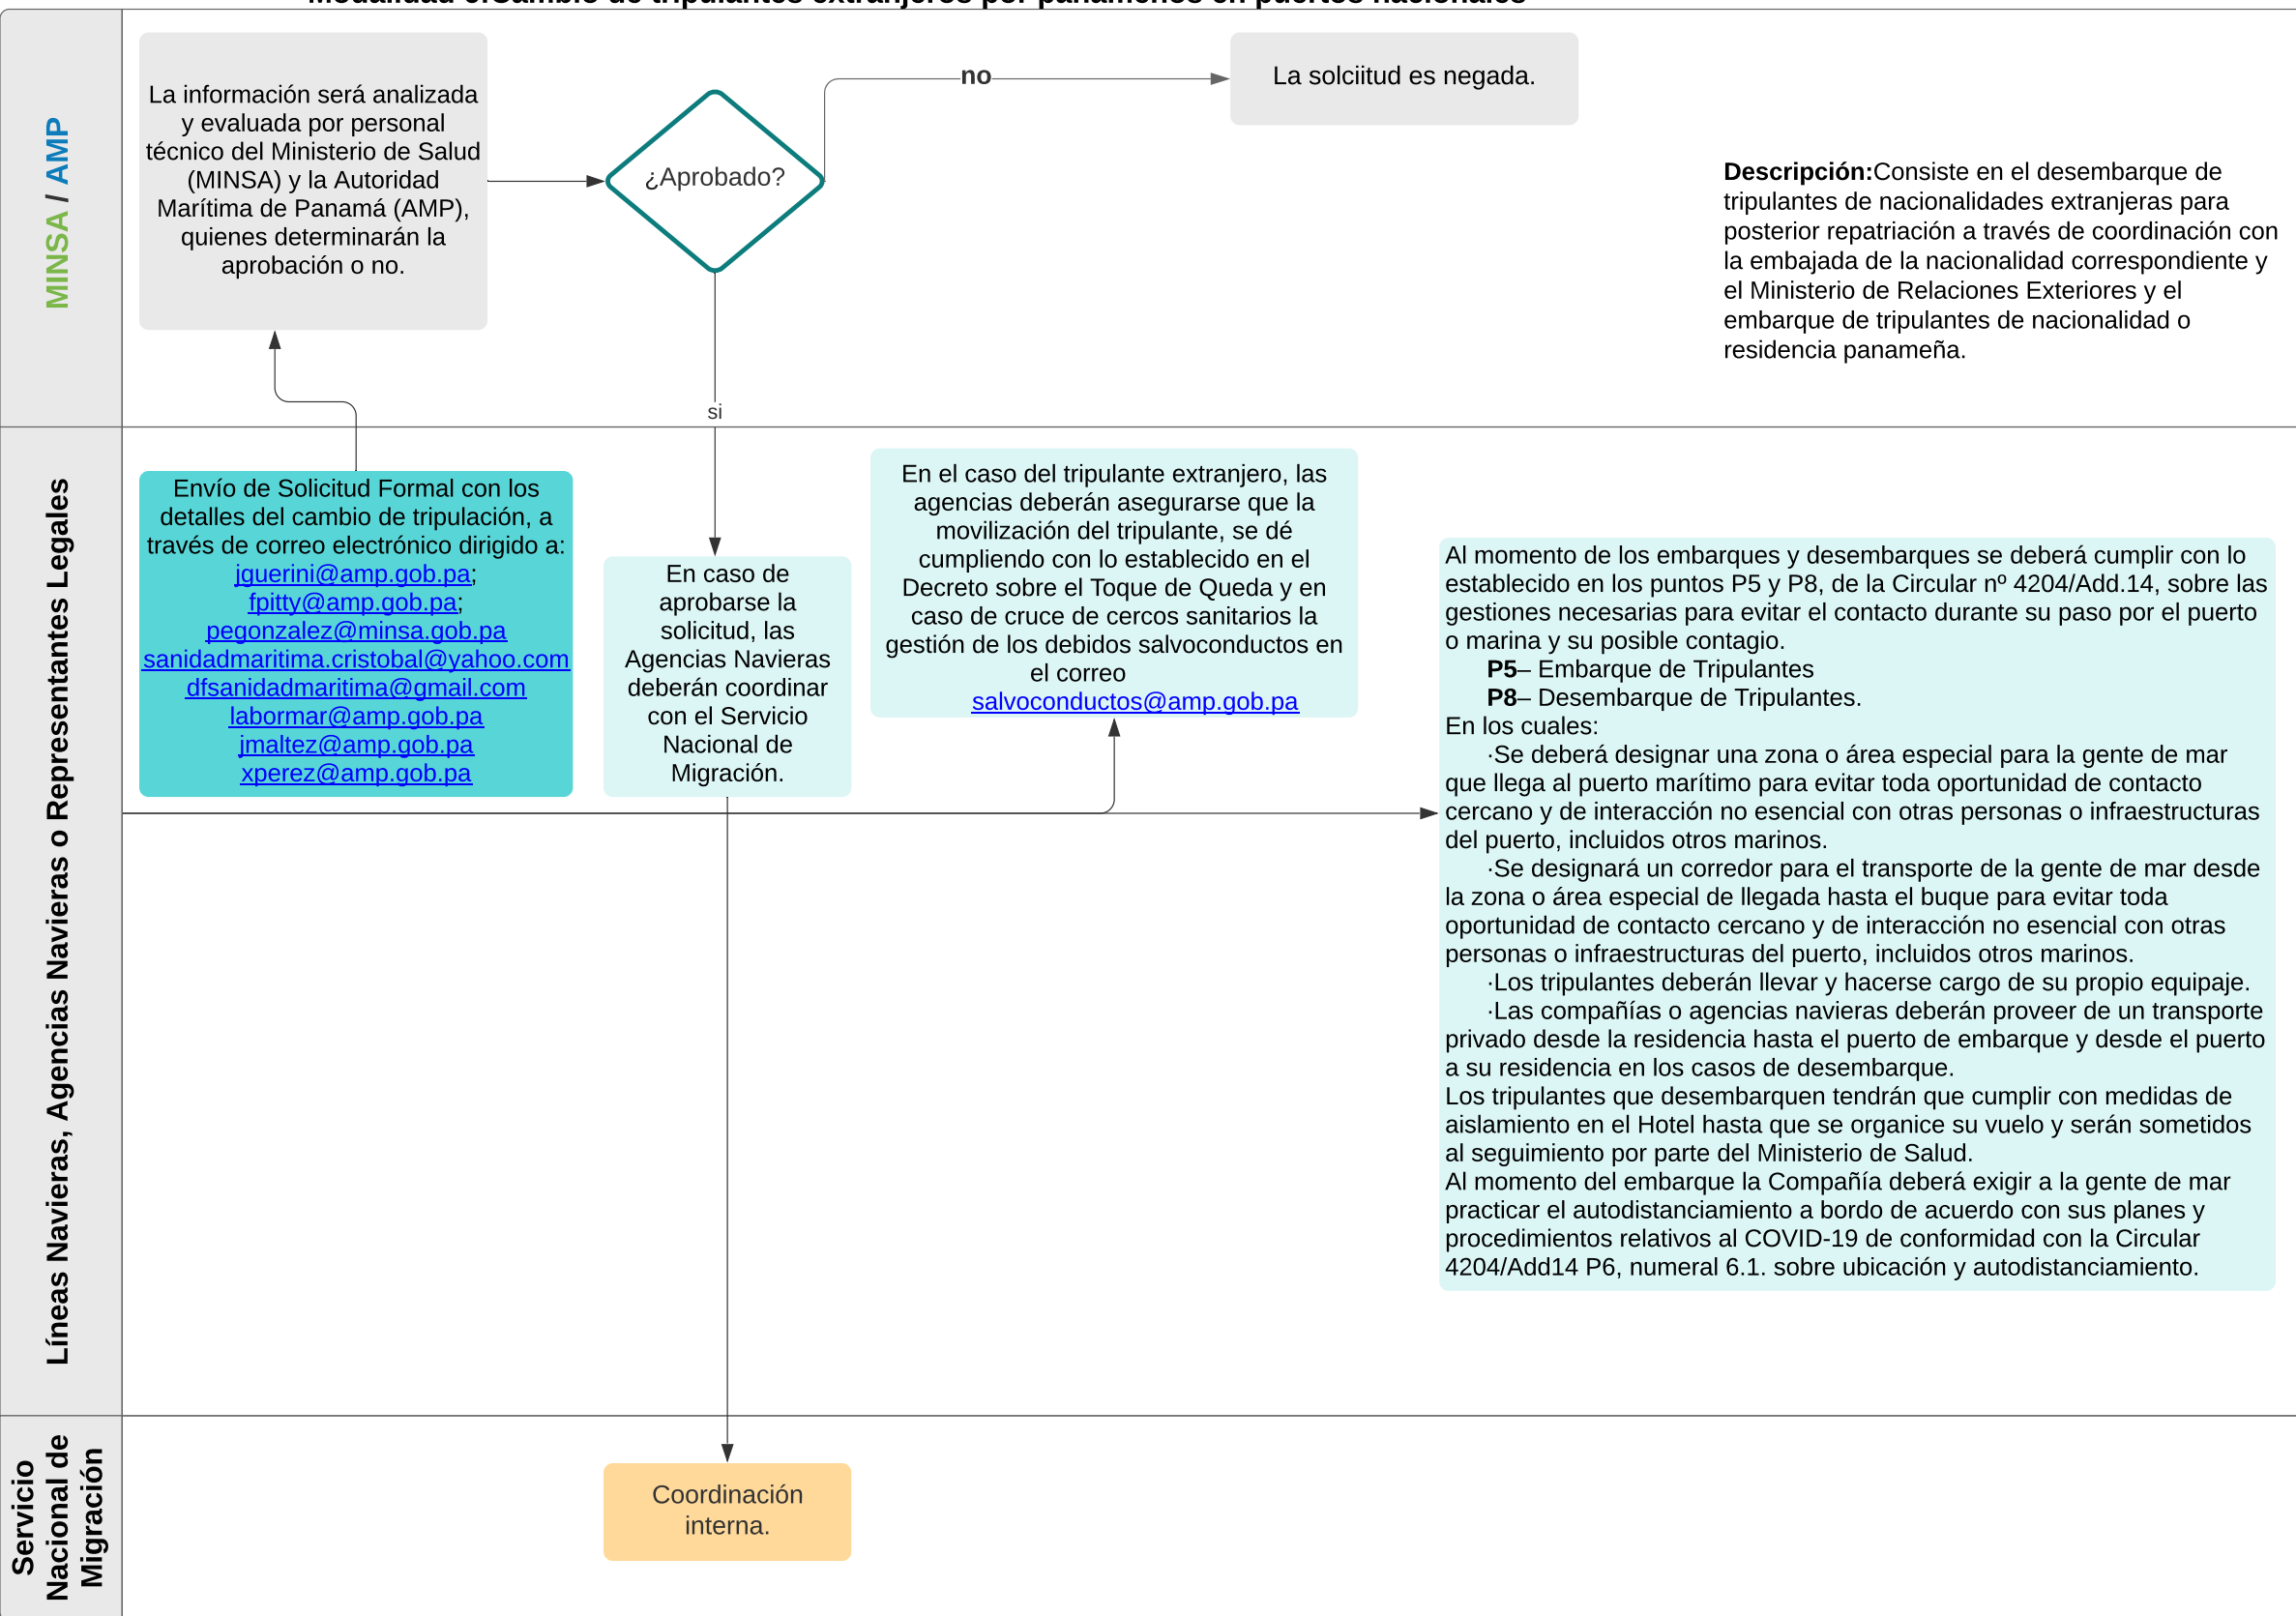 extranjeros por panameños en puertos nacionales
MINSA / AMP
La información será analizada
y evaluada por personal
técnico del Ministerio de Salud
(MINSA) y la Autoridad
Marítima de Panamá (AMP),
quienes determinarán la
aprobación o no.
¿Aprobado?
no
La solciitud es negada.
si
Descripción:Consiste en el desembarque de
tripulantes de nacionalidades extranjeras para
posterior repatriación a través de coordinación con
la embajada de la nacionalidad correspondiente y
el Ministerio de Relaciones Exteriores y el
embarque de tripulantes de nacionalidad o
residencia panameña.
Líneas Navieras, Agencias Navieras o Representantes Legales
Envío de Solicitud Formal con los
detalles del cambio de tripulación, a
través de correo electrónico dirigido a:
jguerini@amp.gob.pa;
fpitty@amp.gob.pa;
pegonzalez@minsa.gob.pa
sanidadmaritima.cristobal@yahoo.com
dfsanidadmaritima@gmail.com
labormar@amp.gob.pa
jmaltez@amp.gob.pa
xperez@amp.gob.pa
En caso de
aprobarse la
solicitud, las
Agencias Navieras
deberán coordinar
con el Servicio
Nacional de
Migración.
En el caso del tripulante extranjero, las
agencias deberán asegurarse que la
movilización del tripulante, se dé
cumpliendo con lo establecido en el
Decreto sobre el Toque de Queda y en
caso de cruce de cercos sanitarios la
gestión de los debidos salvoconductos en
el correo
salvoconductos@amp.gob.pa
Al momento de los embarques y desembarques se deberá cumplir con lo
establecido en los puntos P5 y P8, de la Circular nº 4204/Add.14, sobre las
gestiones necesarias para evitar el contacto durante su paso por el puerto
o marina y su posible contagio.
P5– Embarque de Tripulantes
P8– Desembarque de Tripulantes.
En los cuales:
·Se deberá designar una zona o área especial para la gente de mar
que llega al puerto marítimo para evitar toda oportunidad de contacto
cercano y de interacción no esencial con otras personas o infraestructuras
del puerto, incluidos otros marinos.
·Se designará un corredor para el transporte de la gente de mar desde
la zona o área especial de llegada hasta el buque para evitar toda
oportunidad de contacto cercano y de interacción no esencial con otras
personas o infraestructuras del puerto, incluidos otros marinos.
·Los tripulantes deberán llevar y hacerse cargo de su propio equipaje.
·Las compañías o agencias navieras deberán proveer de un transporte
privado desde la residencia hasta el puerto de embarque y desde el puerto
a su residencia en los casos de desembarque.
Los tripulantes que desembarquen tendrán que cumplir con medidas de
aislamiento en el Hotel hasta que se organice su vuelo y serán sometidos
al seguimiento por parte del Ministerio de Salud.
Al momento del embarque la Compañía deberá exigir a la gente de mar
practicar el autodistanciamiento a bordo de acuerdo con sus planes y
procedimientos relativos al COVID-19 de conformidad con la Circular
4204/Add14 P6, numeral 6.1. sobre ubicación y autodistanciamiento.
Servicio
Nacional de
Migración
Coordinación
interna.